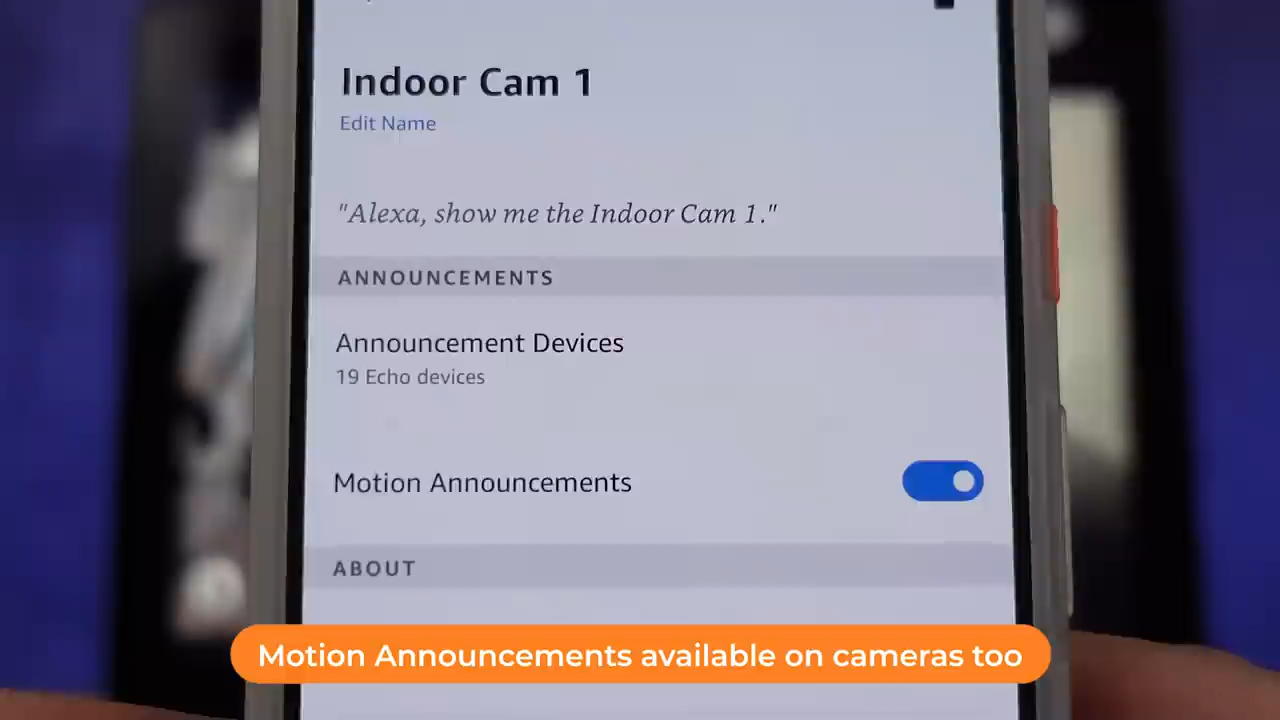 Indoor Cam 1
Edit Name
"Alexa, show me the Indoor Cam 1."
ANNOUNCEMENTS
Announcement Devices
19 Echo devices
Motion Announcements
ABOUT
Motion Announcements available on cameras too